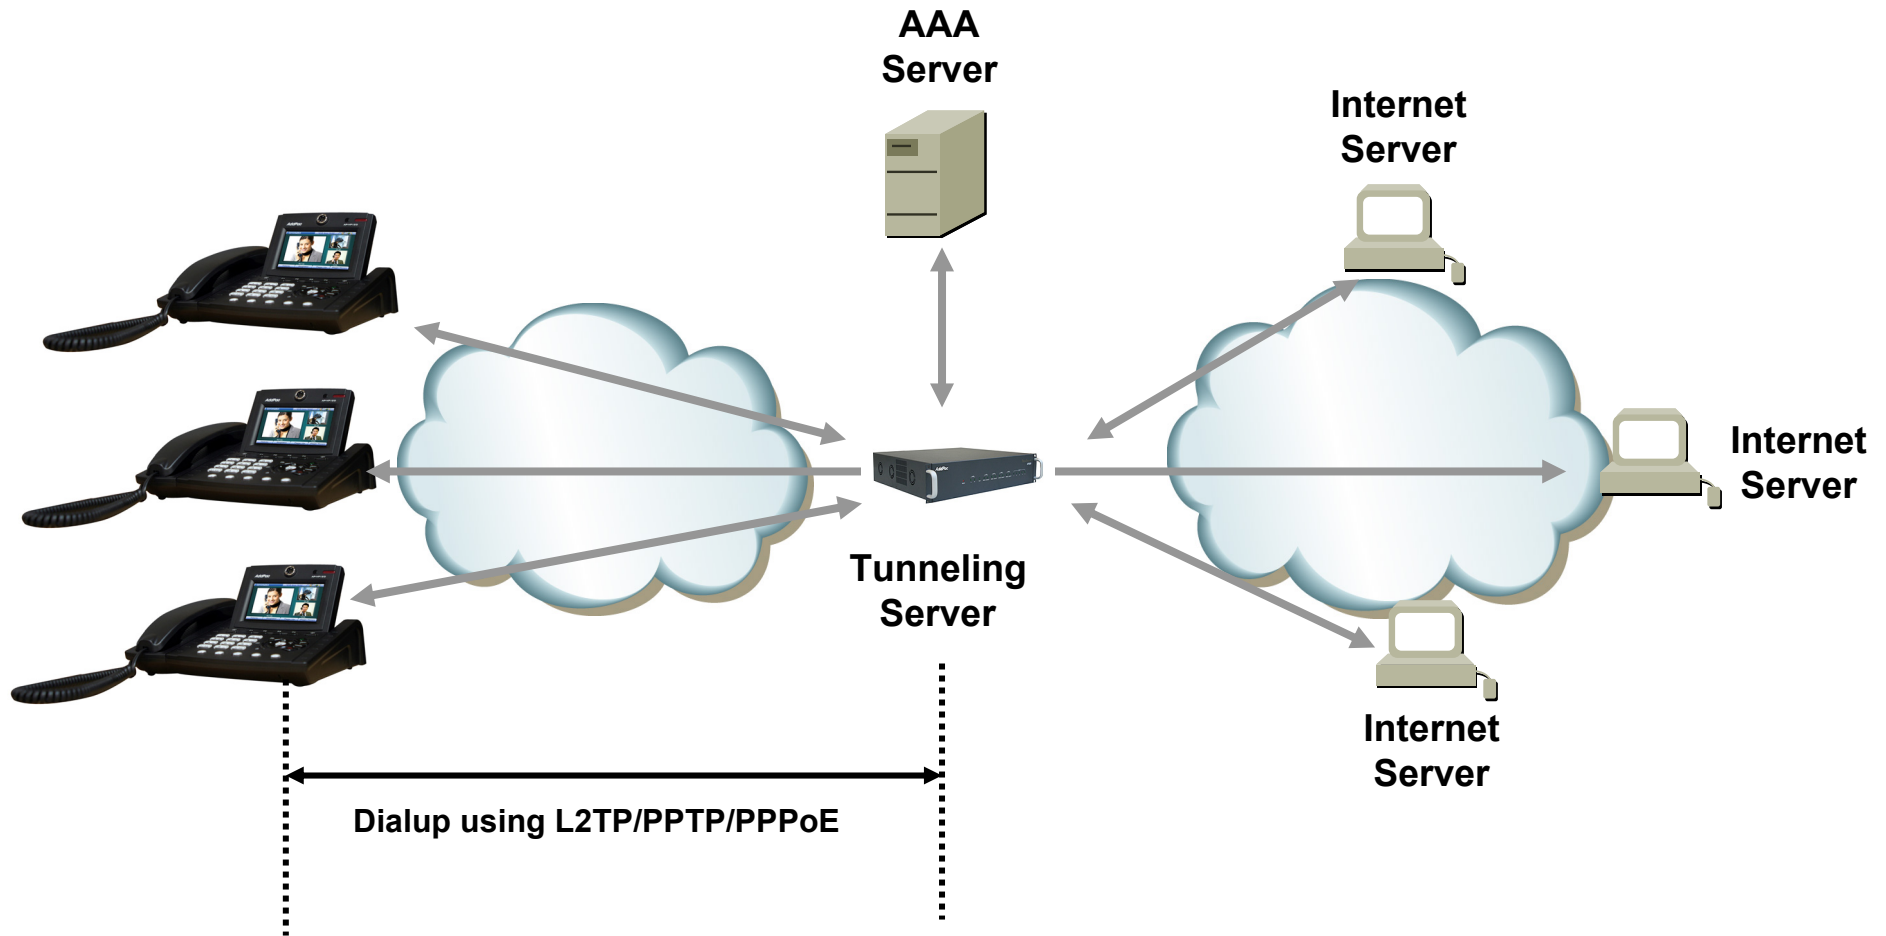 AAA
Server
Internet
Server
Internet
Server
Tunneling
Server
Internet
Server
Dialup using L2TP/PPTP/PPPoE